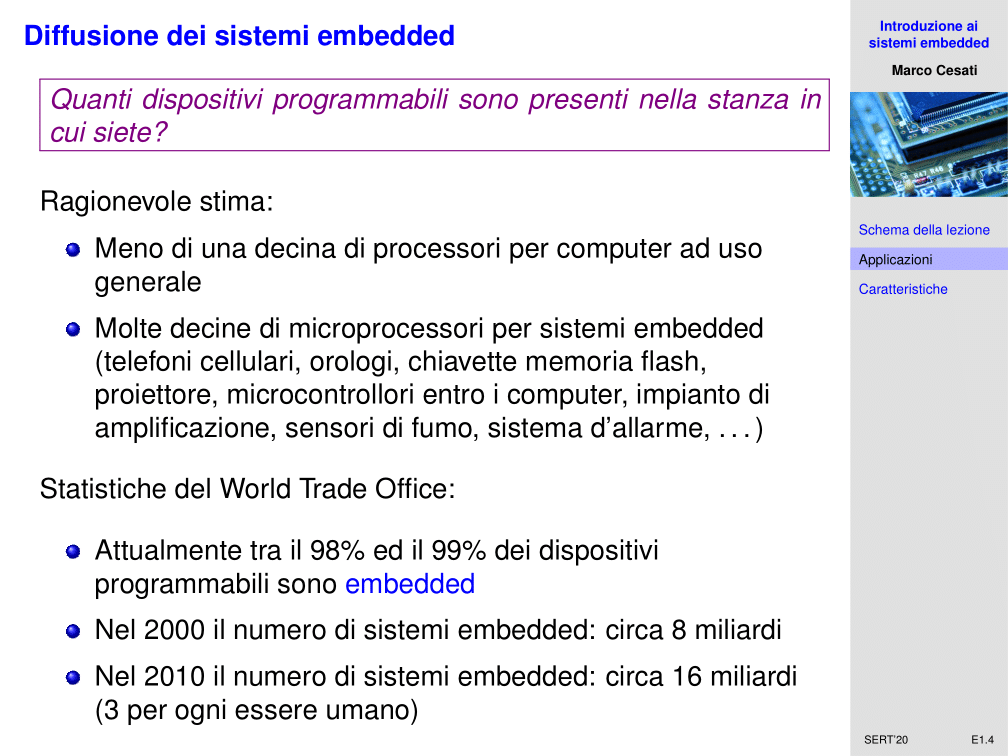 Diffusione dei sistemi embedded
Quanti dispositivi programmabili sono presenti nella stanza in
cui siete?
Ragionevole stima:
Meno di una decina di processori per computer ad uso
generale
Molte decine di microprocessori per sistemi embedded
(telefoni cellulari, orologi, chiavette memoria flash,
proiettore, microcontrollori entro i computer, impianto di
amplificazione, sensori di fumo, sistema d'allarme, . . . )
Statistiche del World Trade Office:
Attualmente tra il 98% ed il 99% dei dispositivi
programmabili sono embedded
Nel 2000 il numero di sistemi embedded: circa 8 miliardi
Nel 2010 il numero di sistemi embedded: circa 16 miliardi
(3 per ogni essere umano)
Introduzione ai
sistemi embedded
Marco Cesati
R47 R46
Schema della lezione
Applicazioni
Caratteristiche
SERT'20 E1.4